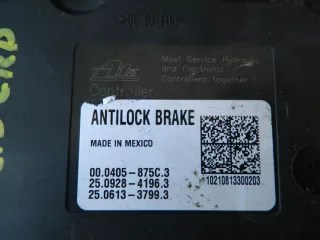 Ate
Controller
Must Service Hydraulic
and Electronic
Controllers together!
ANTILOCK BRAKE
MADE IN MEXICO
00.0405-875C.3
25.0928-4196.3
25.0613-3799.3
10210813300203